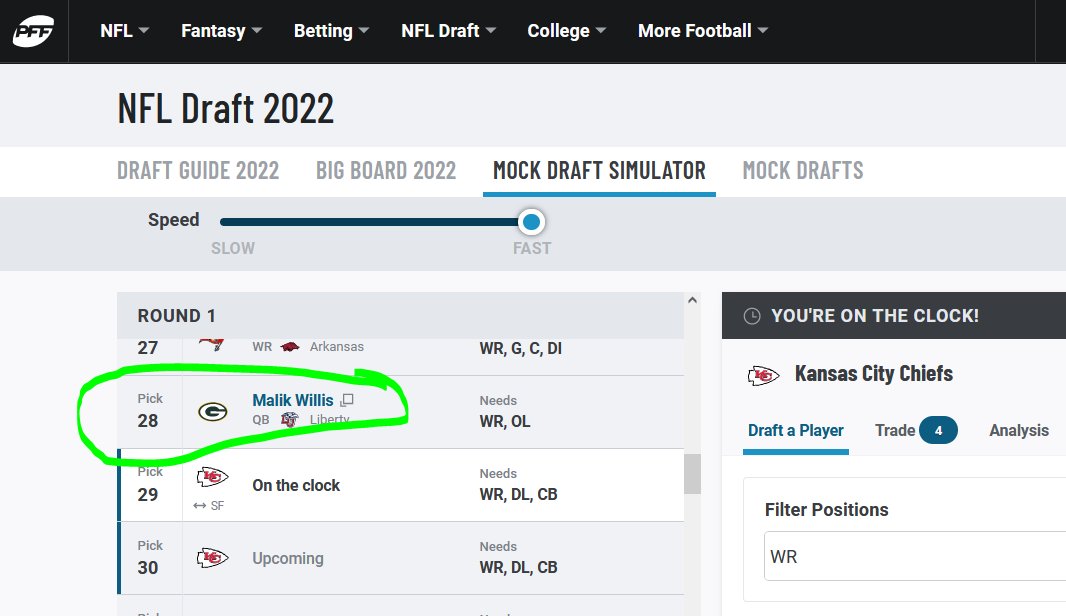 PFF NFL Fantasy Betting NFL Draft College More Football
NFL Draft 2022
DRAFT GUIDE 2022 BIG BOARD 2022 MOCK DRAFT SIMULATOR MOCK DRAFTS
Speed
SLOW FAST
ROUND 1
27 WR Arkansas WR, G, C, DI
Pick Malik Willis Needs
28 QB Liberty WR, OL
Pick Needs
29 On the clock WR, DL, CB
SF
Pick Needs
30 Upcoming WR, DL, CB
YOU'RE ON THE CLOCK!
Kansas City Chiefs
Draft a Player Trade 4 Analysis
Filter Positions
WR